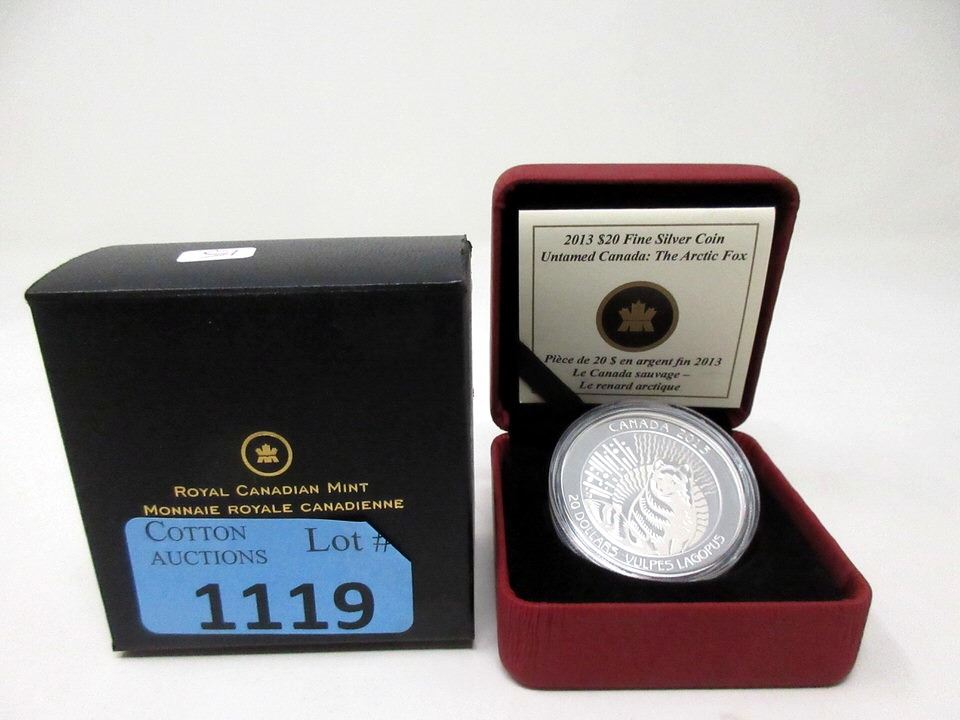 ROYAL CANADIAN MINT
MONNAIE ROYALE CANADIENNE
COTTON
AUCTIONS
Lot #
1119
2013 $20 Fine Silver Coin
Untamed Canada: The Arctic Fox
Pièce de 20 $ en argent fin 2013
Le Canada sauvage –
Le renard arctique
CANADA 2013
20 DOLLARS VULPES LAGOPUS